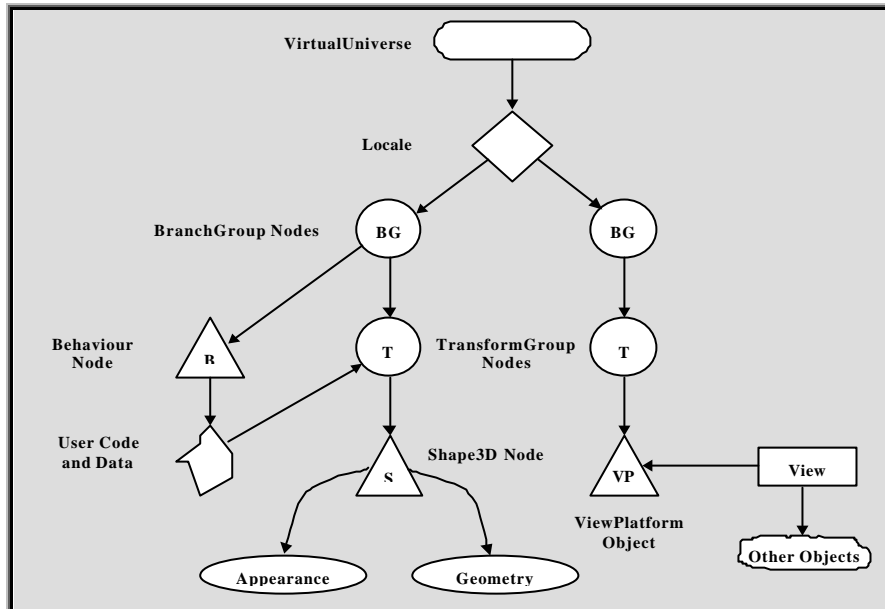 VirtualUniverse
Locale
BranchGroup Nodes
BG
BG
Behaviour
Node
B
T
TransformGroup
Nodes
T
User Code
and Data
Shape3D Node
S
VP
View
ViewPlatform
Object
Appearance
Geometry
Other Objects